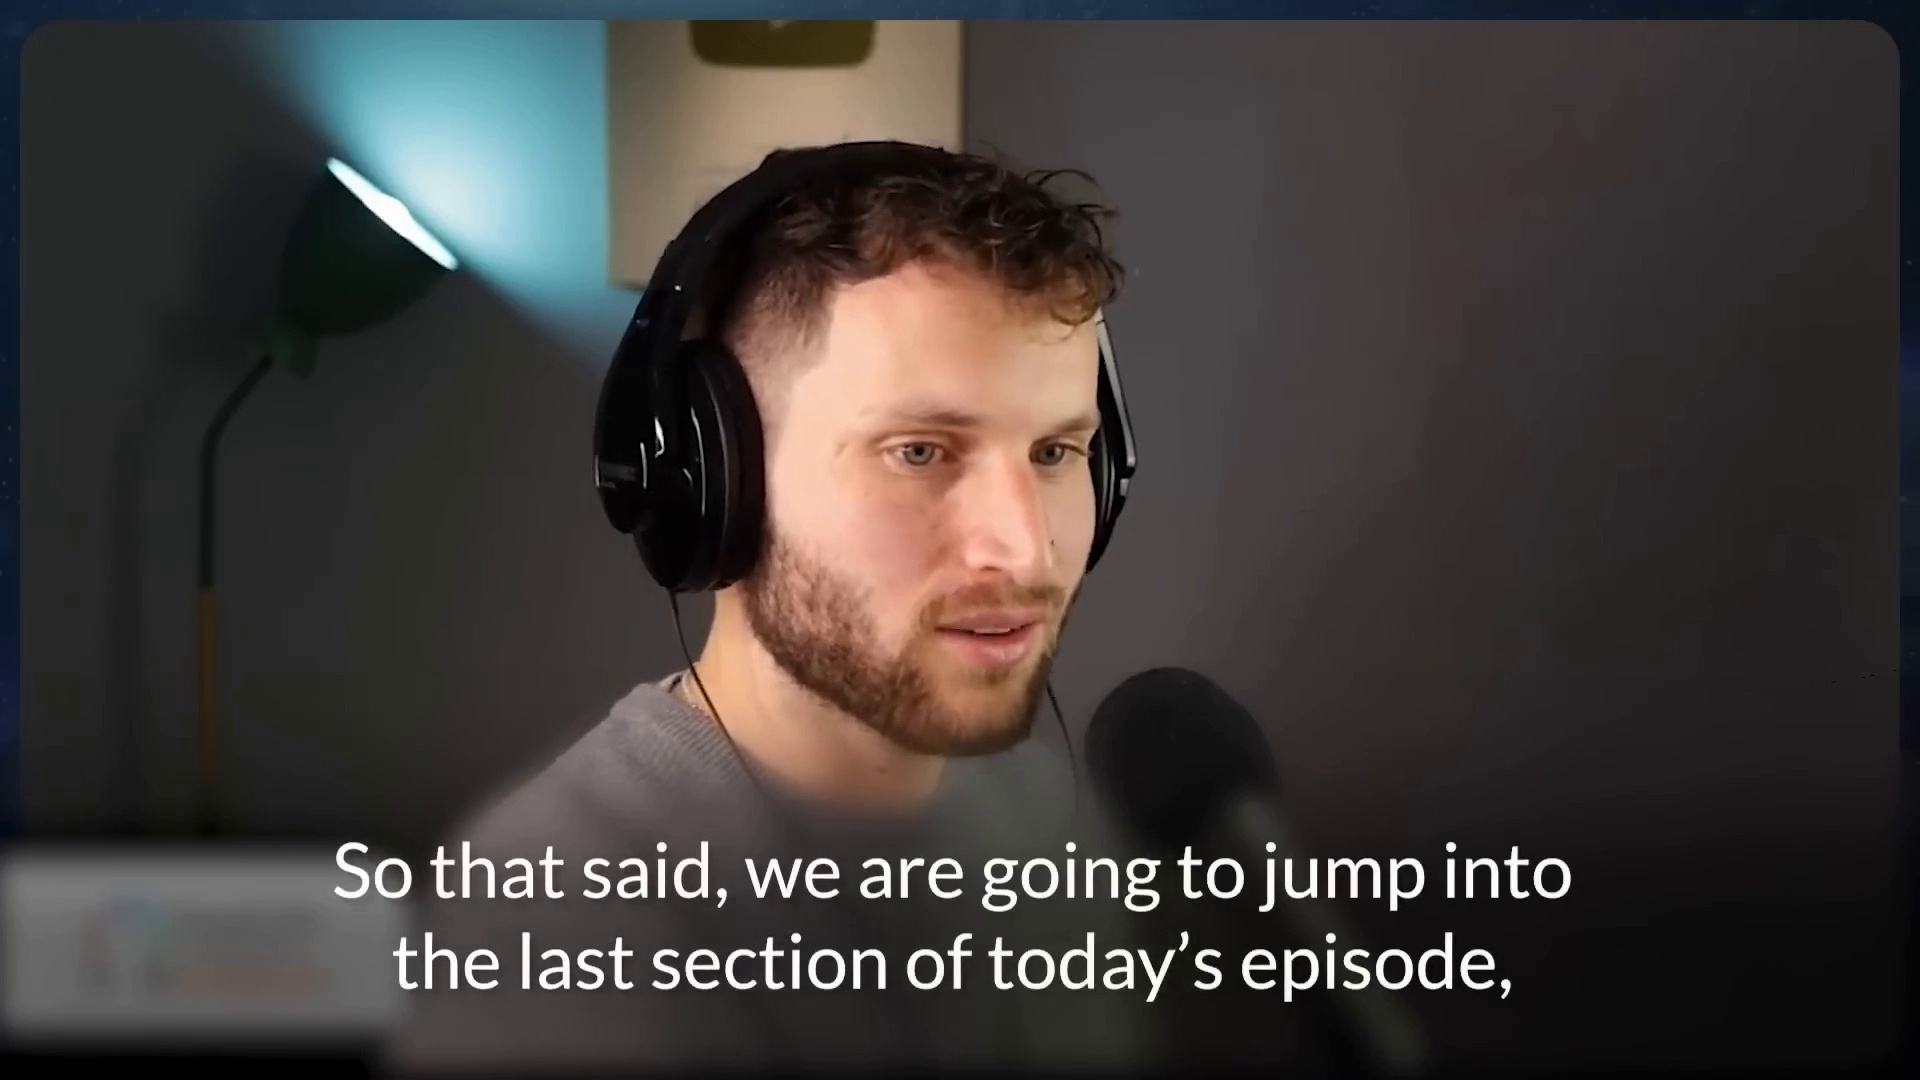 So that said, we are going to jump into
the last section of today’s episode,